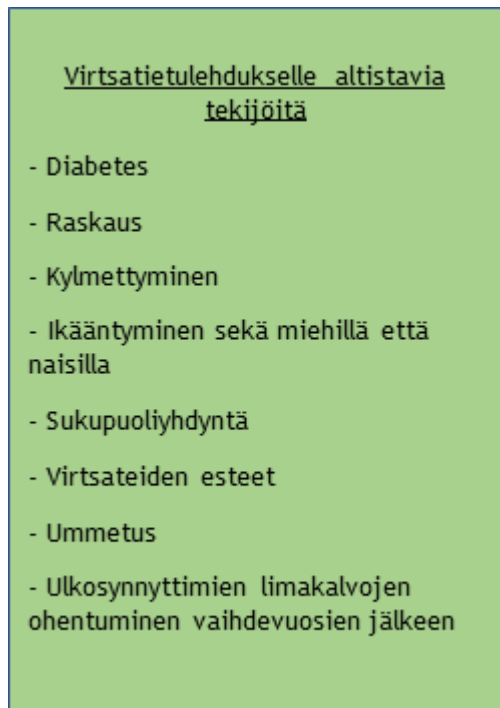 Virtsatietulehdukselle altistavia
tekijöitä
- Diabetes
- Raskaus
- Kylmettyminen
- Ikääntyminen sekä miehillä että
naisilla
- Sukupuoliyhdyntä
- Virtsateiden esteet
- Ummetus
- Ulkosynnyttimien limakalvojen
ohentuminen vaihdevuosien jälkeen